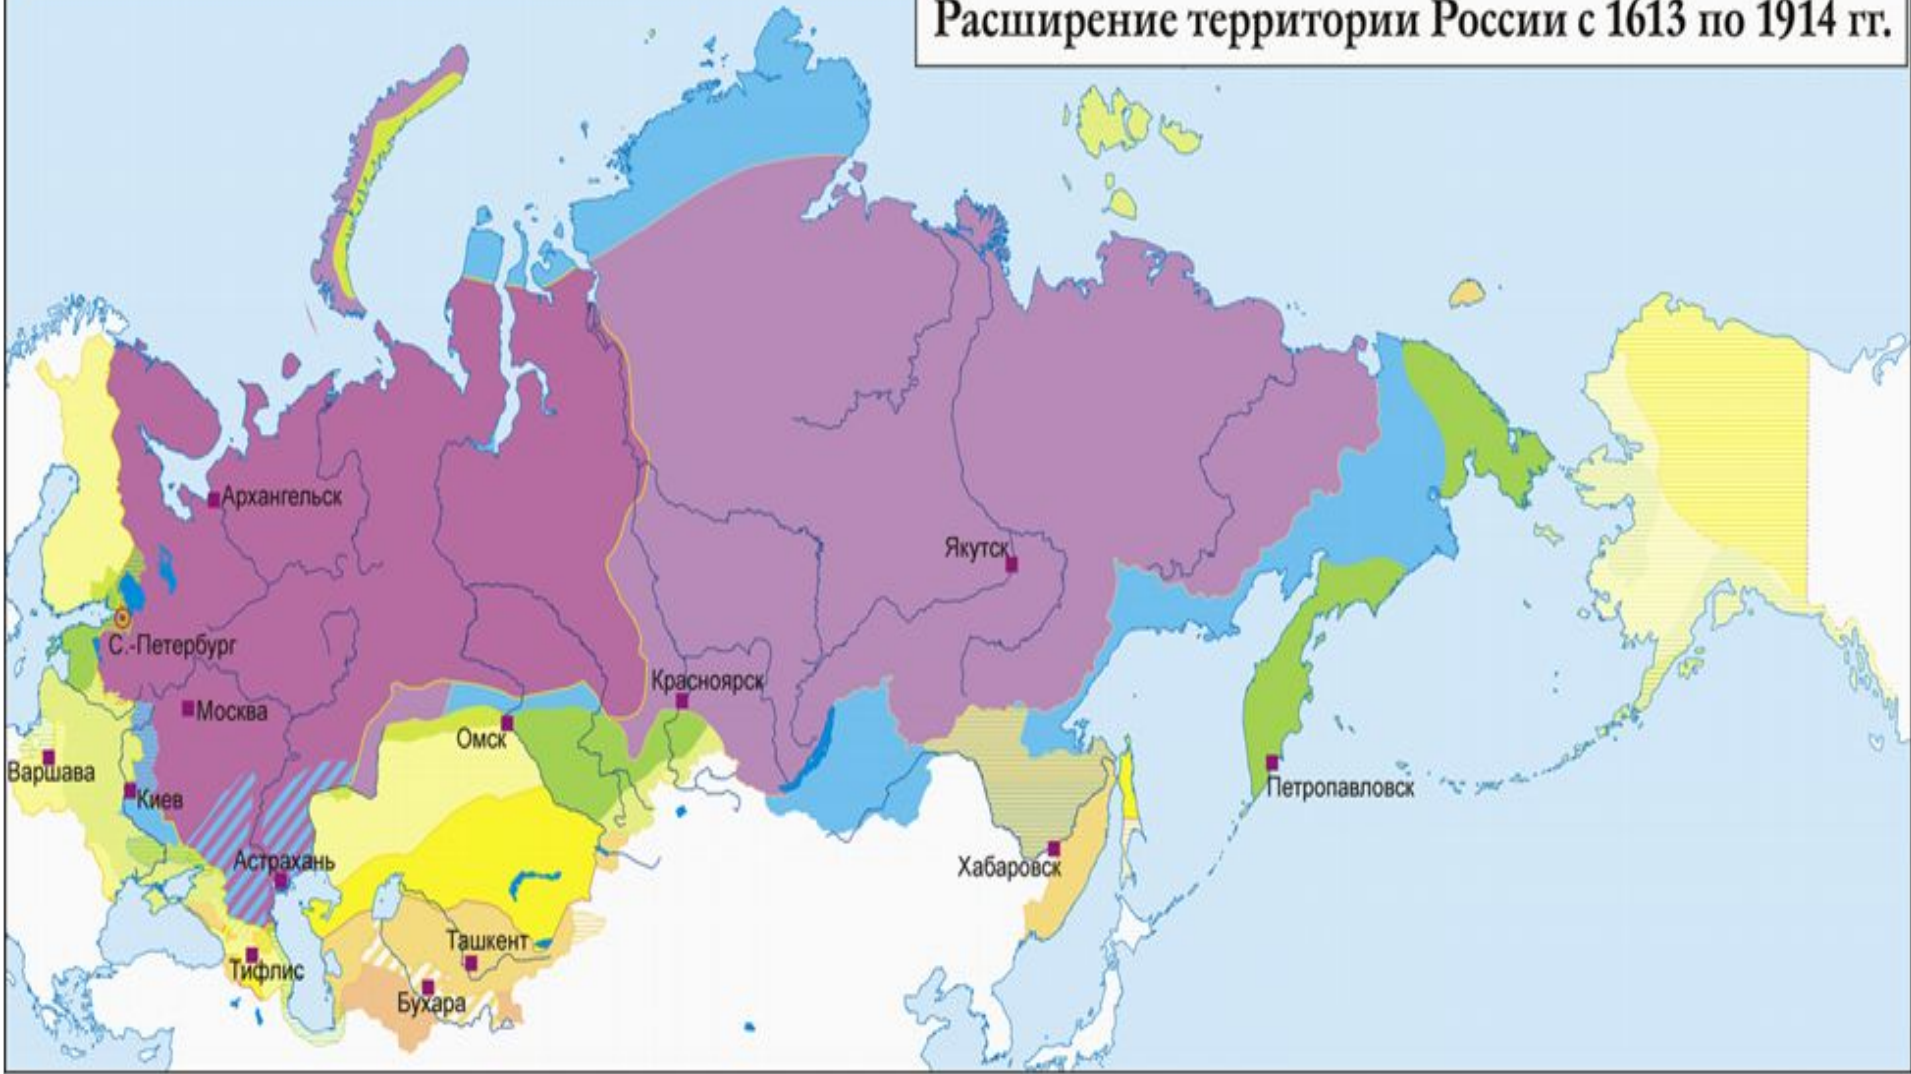 Расширение территории России с 1613 по 1914 гг.
Архангельск
Якутск
С.-Петербург
Красноярск
Москва
Омск
Варшава
Киев
Петропавловск
Астрахань
Хабаровск
Ташкент
Тифлис
Бухара